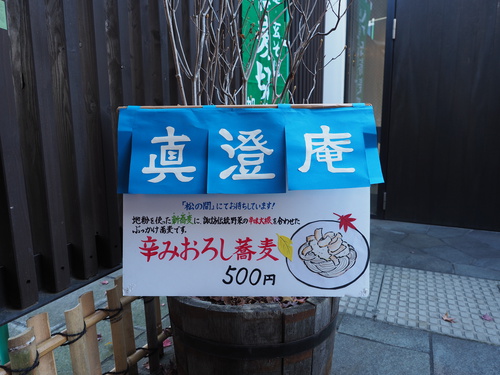 真澄庵
「松の間」にてお待ちしています!
地粉を使った新蕎麦に、諏訪伝統野菜の辛味大根を合わせた
ぶっかけ蕎麦です。
辛みおろし蕎麦
500円